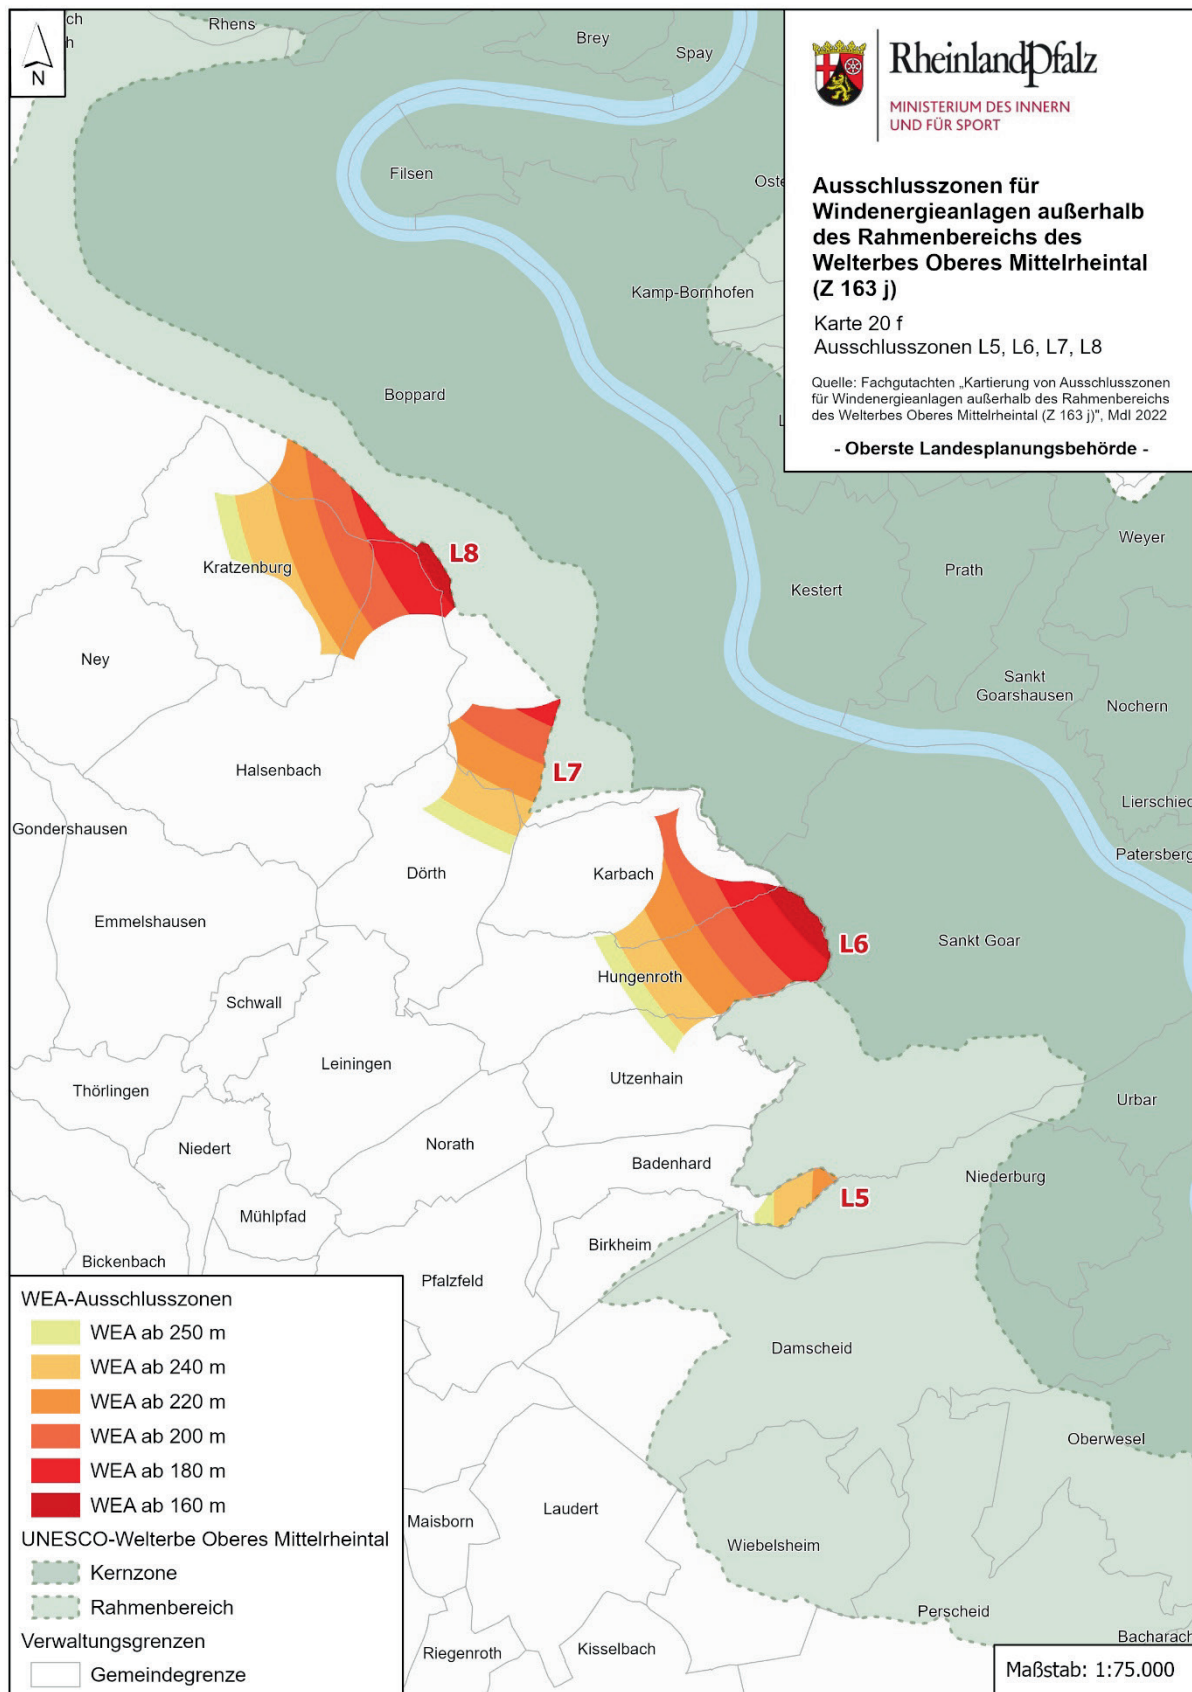 ch
h
N
Rhens
Brey
Spay
Filsen
Oste
Kamp-Bornhofen
L
Boppard
RheinlandPfalz
MINISTERIUM DES INNERN
UND FÜR SPORT
Ausschlusszonen für
Windenergieanlagen außerhalb
des Rahmenbereichs des
Welterbes Oberes Mittelrheintal
(Z 163 j)
Karte 20 f
Ausschlusszonen L5, L6, L7, L8
Quelle: Fachgutachten „Kartierung von Ausschlusszonen
für Windenergieanlagen außerhalb des Rahmenbereichs
des Welterbes Oberes Mittelrheintal (Z 163 j)", MdI 2022
- Oberste Landesplanungsbehörde -
Weyer
L8
Kratzenburg
Prath
Kestert
Ney
Sankt
Goarshausen
Nochern
Halsenbach
L7
Lierschied
Gondershausen
Patersberg
Dörth
Karbach
Emmelshausen
L6
Sankt Goar
Hungenroth
Schwall
Leiningen
Utzenhain
Thörlingen
Urbar
Niedert
Norath
Badenhard
Niederburg
L5
Mühlpfad
Birkheim
Bickenbach
Pfalzfeld
Damscheid
Oberwesel
Laudert
Maisborn
Wiebelsheim
Perscheid
Bacharach
Riegenroth
Kisselbach
WEA-Ausschlusszonen
WEA ab 250 m
WEA ab 240 m
WEA ab 220 m
WEA ab 200 m
WEA ab 180 m
WEA ab 160 m
UNESCO-Welterbe Oberes Mittelrheintal
Kernzone
Rahmenbereich
Verwaltungsgrenzen
Gemeindegrenze
Maßstab: 1:75.000